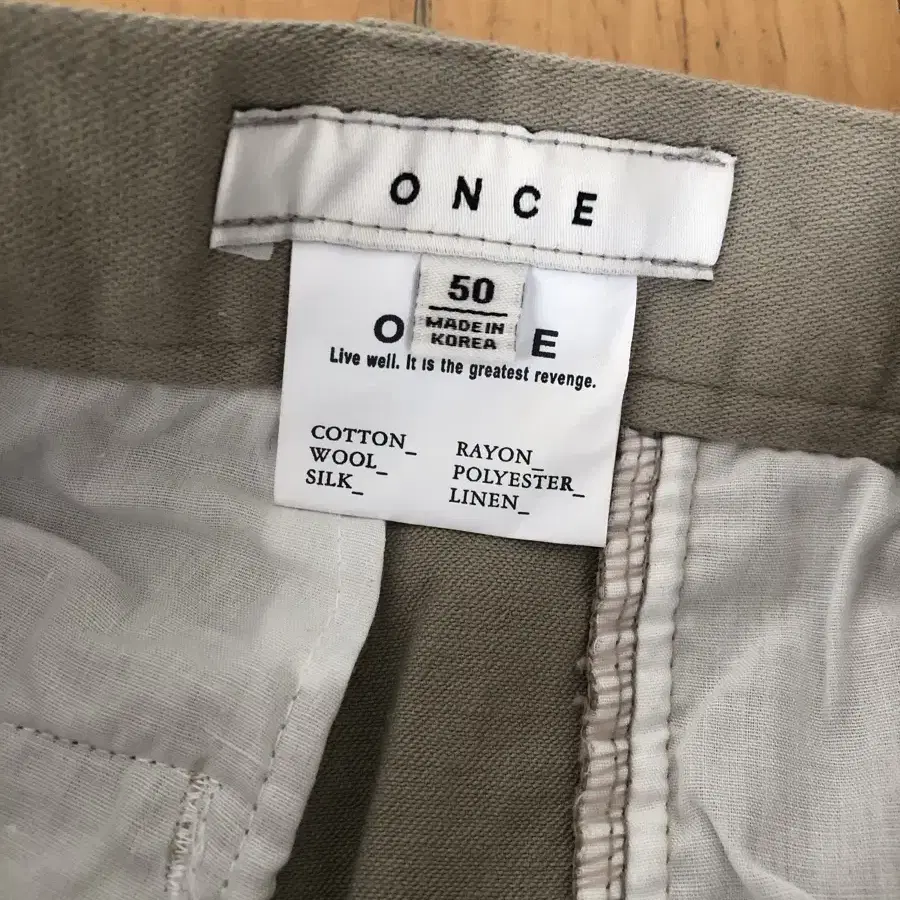 ONCE
50
MADE IN
KOREA
O E
Live well. It is the greatest revenge.
COTTON_
WOOL_
SILK_
RAYON_
POLYESTER_
LINEN_